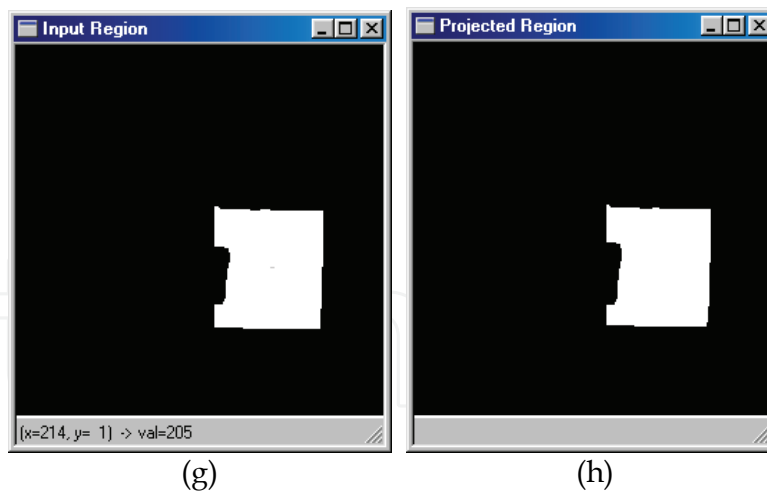 Input Region
Projected Region
(x=214, y= 1) -> val=205
(g)
(h)